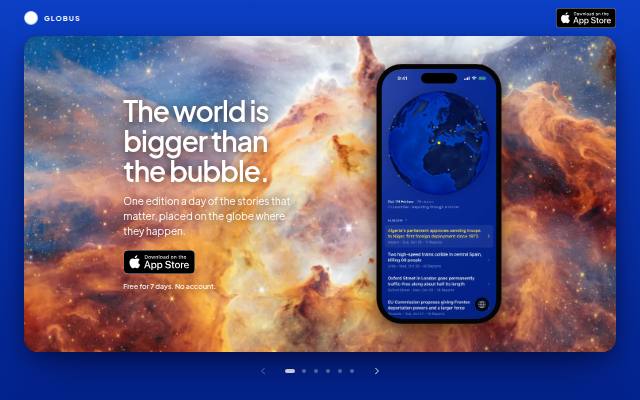 GLOBUS
Download on the
App Store
The world is
bigger than
the bubble.
One edition a day of the stories that
matter, placed on the globe where
they happen.
Download on the
App Store
Free for 7 days. No account.
9:41
Algeria's parliament approves sending troops
to Niger, first foreign deployment since 1973
Two high-speed trains collide in central Spain,
killing 09 people
Oxford Street in London goes permanently
traffic-free along about half its length
EU Commission proposes giving Frontex
deportation powers and a larger force